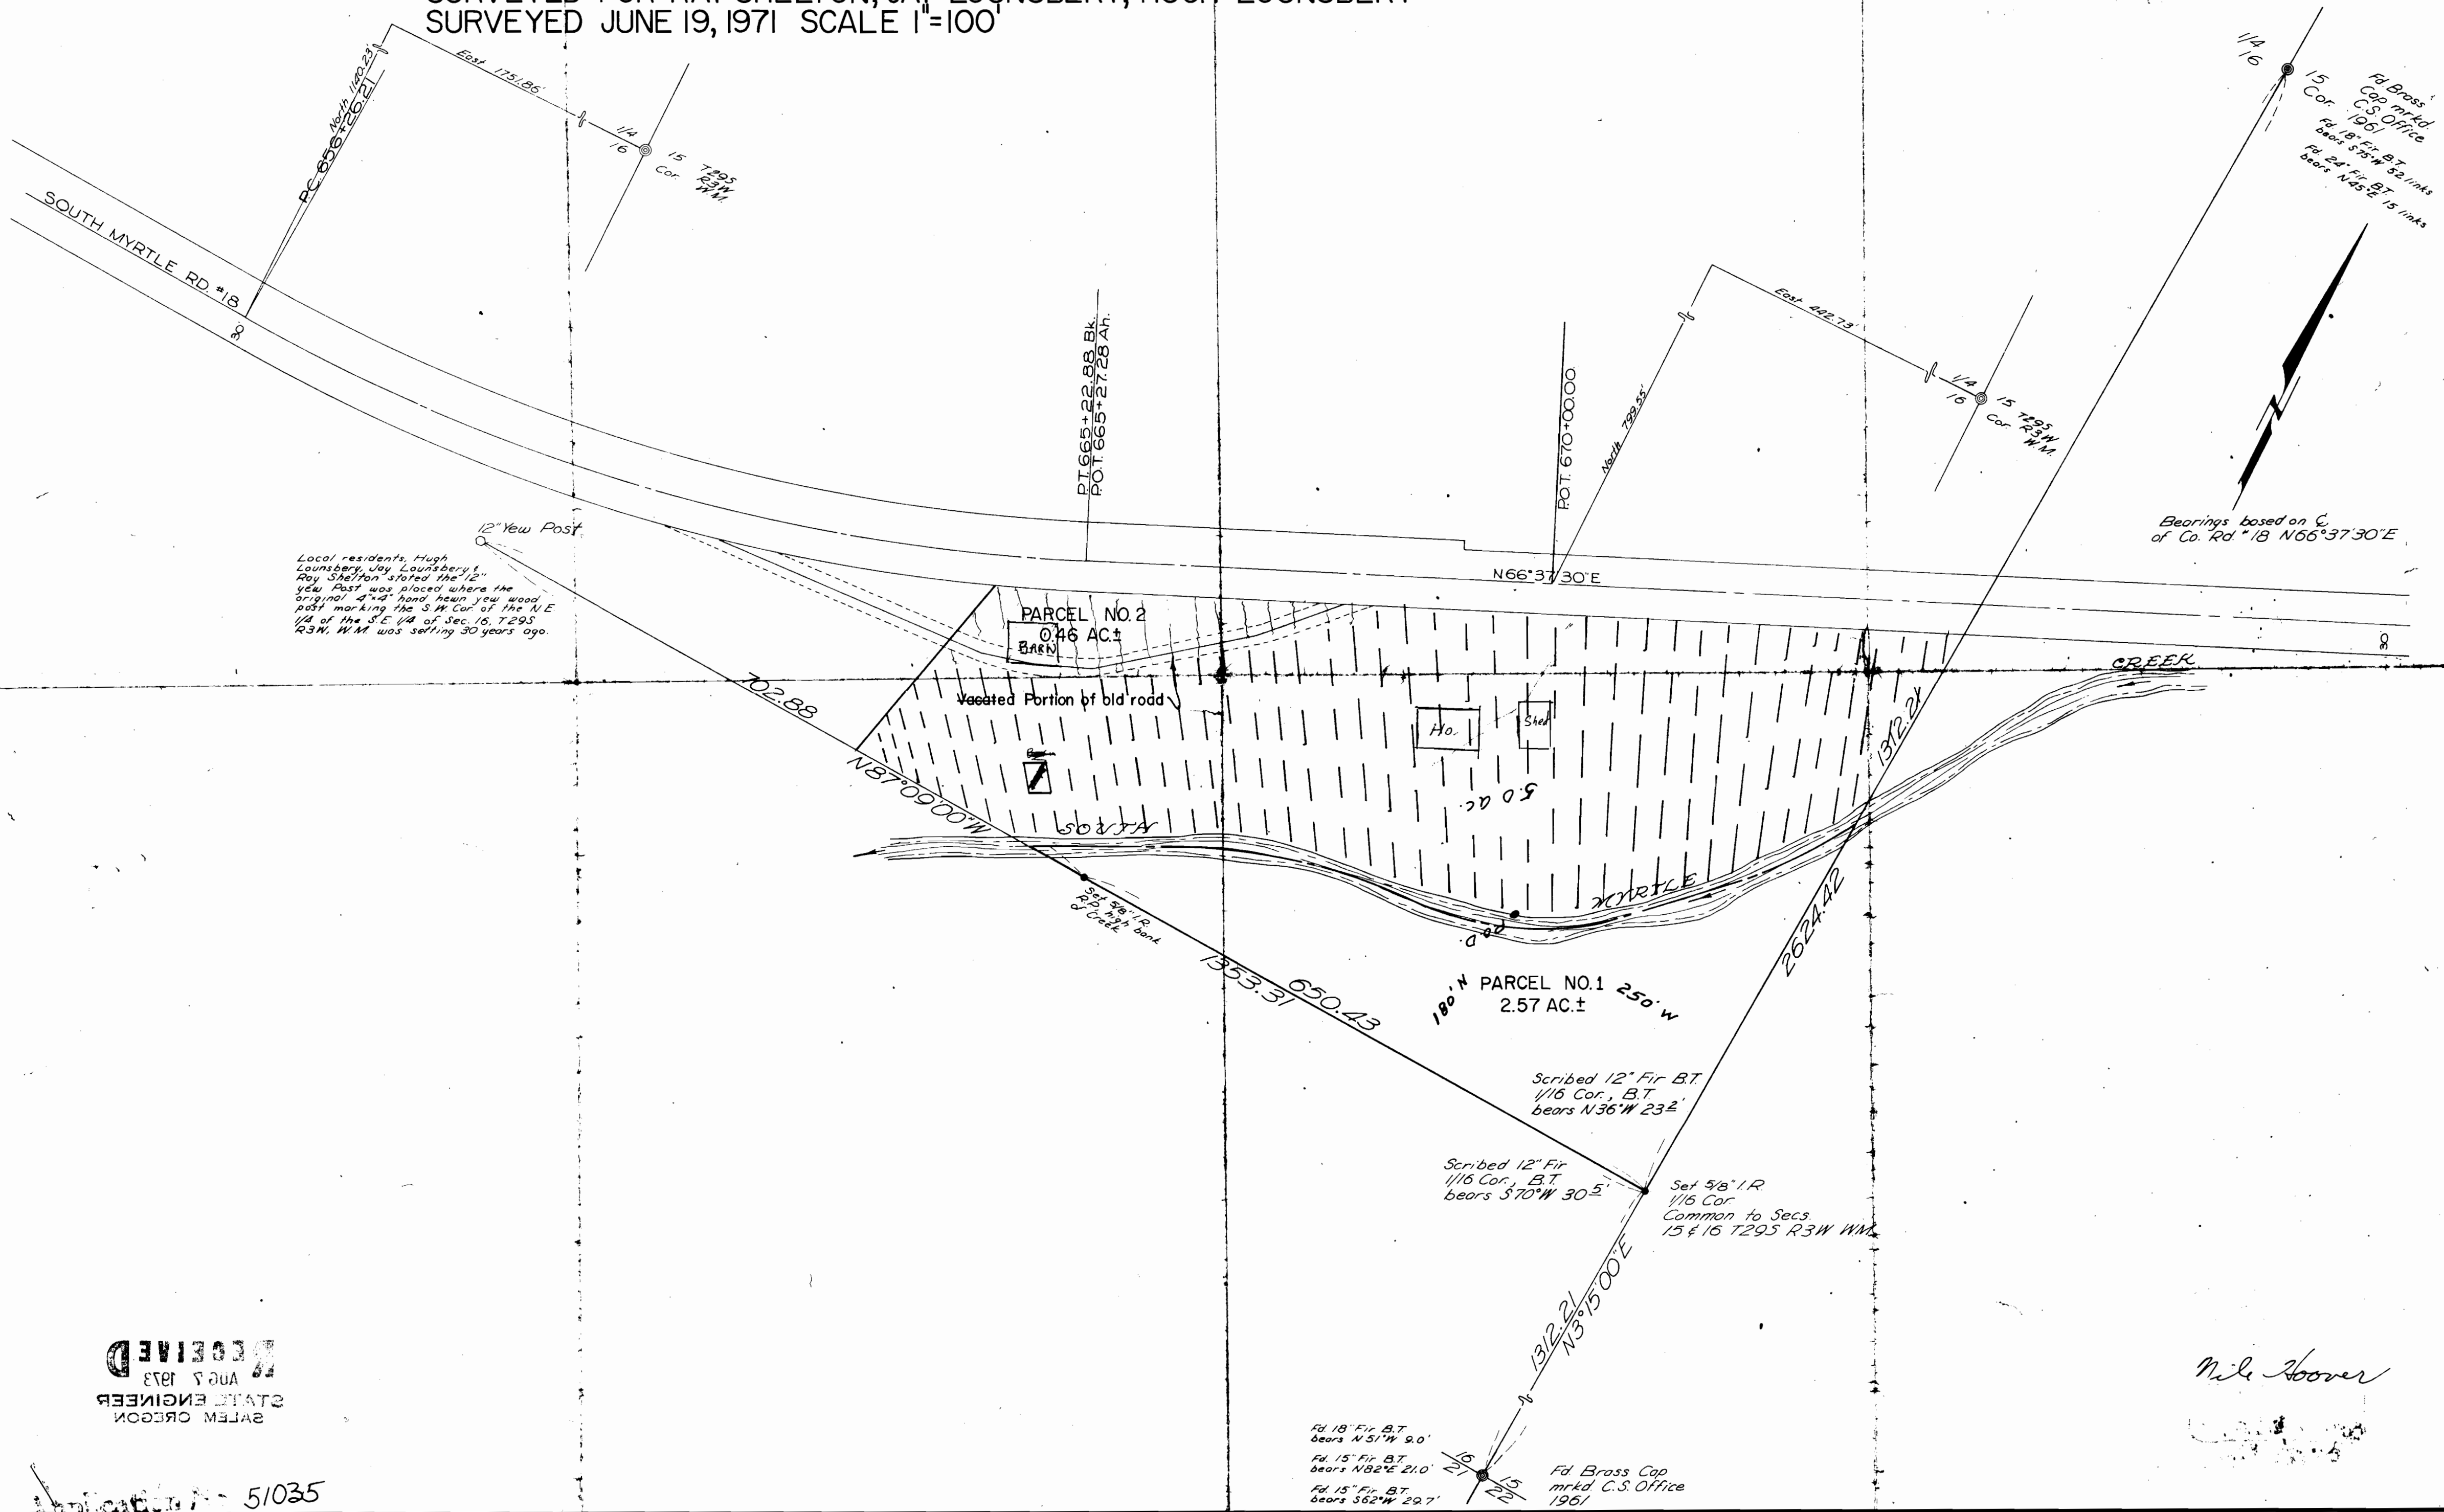 SURVEYED JUNE 19, 1971 SCALE 1"=100'
North 1140.23'
P.C. 656+26.21
East 1751.86'
1/4
16
15
Cor.
T29S
R3W
W.M.
SOUTH MYRTLE RD. #18
30
1/4
16
15
Cor.
Fd. Brass
Cap mrkd.
C.S. Office
1961
Fd. 18" Fir B.T.
bears S75°W 52 links
Fd. 24" Fir B.T.
bears N45°E 15 links
P.T. 665+22.88 Bk.
P.O.T. 665+27.28 Ah.
P.O.T. 670+00.00
North 799.55'
East 442.73'
1/4
16
15
Cor.
T29S
R3W
W.M.
N
Bearings based on ℄
of Co. Rd. #18 N66°37'30"E
12" Yew Post
Local residents, Hugh
Lounsbery, Jay Lounsbery &
Ray Shelton stated the 12"
yew Post was placed where the
original 4"x4" hand hewn yew wood
post marking the S.W. Cor. of the N.E.
1/4 of the S.E. 1/4 of Sec. 16, T29S
R3W, W.M. was setting 30 years ago.
N66°37'30"E
PARCEL NO. 2
0.46 AC.±
BARN
Vacated Portion of old road
30
CREEK
702.88
Ho.
Shed
5.0 ac.
1312.21
N87°09'00"W
MYRTLE
P.O.D.
2624.42
Set 5/8" I.R.
R.P. high bank
of Creek
1353.31
650.43
180' N
PARCEL NO. 1
2.57 AC.±
250' W
Scribed 12" Fir B.T.
1/16 Cor., B.T.
bears N36°W 23²'
Scribed 12" Fir
1/16 Cor., B.T.
bears S70°W 30⁵'
Set 5/8" I.R.
1/16 Cor
Common to Secs.
15 & 16 T29S R3W WM.
1312.21
N3°15'00"E
RECEIVED
AUG 7 1973
STATE ENGINEER
SALEM OREGON
Nile Hoover
Fd. 18" Fir B.T.
bears N51°W 9.0'
Fd. 15" Fir B.T.
bears N82°E 21.0'
Fd. 15" Fir B.T.
bears S62°W 29.7'
16
21
15
22
Fd. Brass Cap
mrkd C.S. Office
1961
Application No. 51035